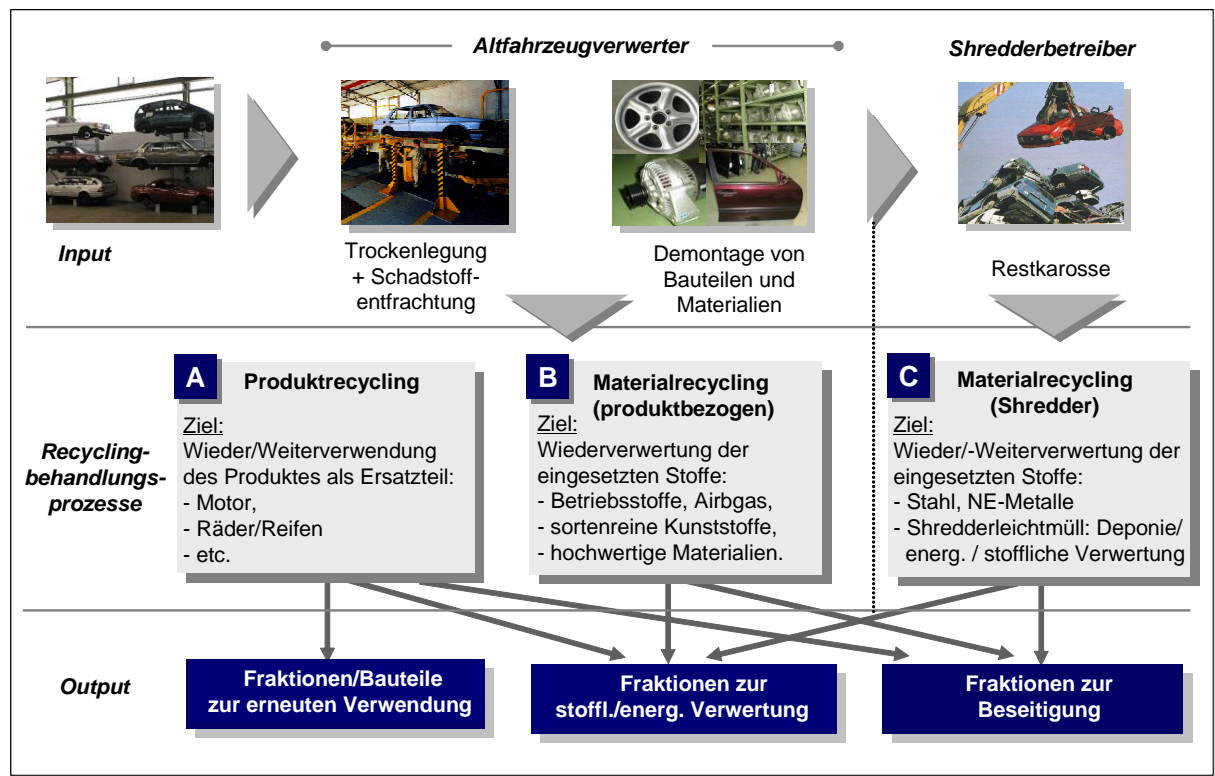 Altfahrzeugverwerter
Shredderbetreiber
Input
Trockenlegung
+ Schadstoff-
entfrachtung
Demontage von
Bauteilen und
Materialien
Restkarosse
Recycling-
behandlungs-
prozesse
A
Produktrecycling
Ziel:
Wieder/Weiterverwendung
des Produktes als Ersatzteil:
- Motor,
- Räder/Reifen
- etc.
B
Materialrecycling
(produktbezogen)
Ziel:
Wiederverwertung der
eingesetzten Stoffe:
- Betriebsstoffe, Airbgas,
- sortenreine Kunststoffe,
- hochwertige Materialien.
C
Materialrecycling
(Shredder)
Ziel:
Wieder/-Weiterverwertung der
eingesetzten Stoffe:
- Stahl, NE-Metalle
- Shredderleichtmüll: Deponie/
energ. / stoffliche Verwertung
Output
Fraktionen/Bauteile
zur erneuten Verwendung
Fraktionen zur
stoffl./energ. Verwertung
Fraktionen zur
Beseitigung